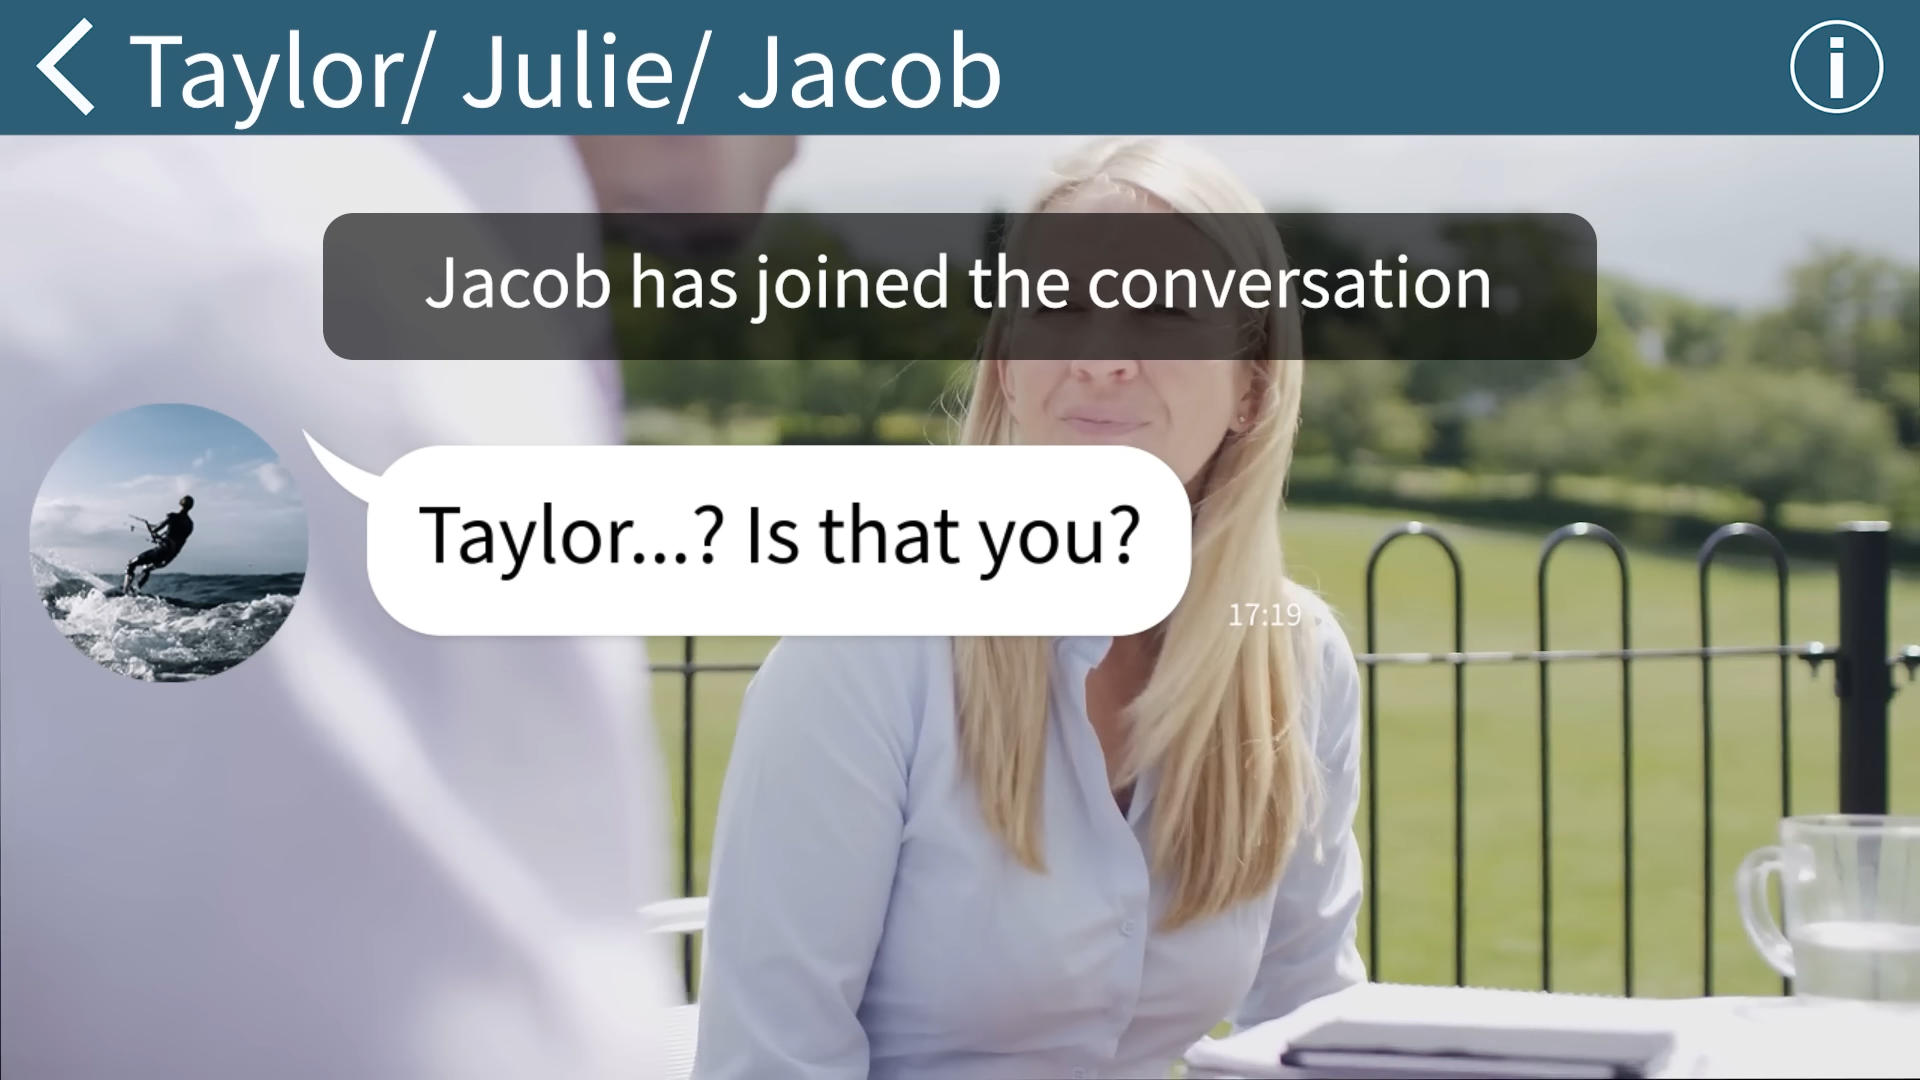 Taylor/ Julie/ Jacob
Jacob has joined the conversation
Taylor...? Is that you?
17:19